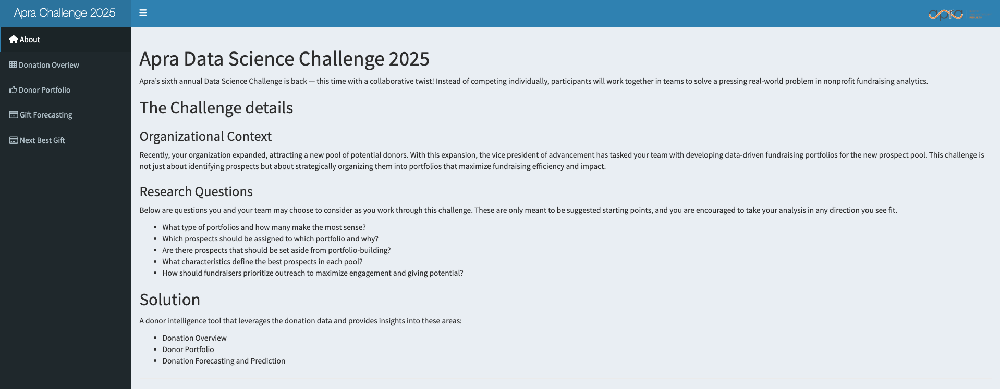 Apra Challenge 2025
apra
RESULTS
About
Donation Overiew
Donor Portfolio
Gift Forecasting
Next Best Gift
Apra Data Science Challenge 2025
Apra’s sixth annual Data Science Challenge is back — this time with a collaborative twist! Instead of competing individually, participants will work together in teams to solve a pressing real-world problem in nonprofit fundraising analytics.
The Challenge details
Organizational Context
Recently, your organization expanded, attracting a new pool of potential donors. With this expansion, the vice president of advancement has tasked your team with developing data-driven fundraising portfolios for the new prospect pool. This challenge is
not just about identifying prospects but about strategically organizing them into portfolios that maximize fundraising efficiency and impact.
Research Questions
Below are questions you and your team may choose to consider as you work through this challenge. These are only meant to be suggested starting points, and you are encouraged to take your analysis in any direction you see fit.
• What type of portfolios and how many make the most sense?
• Which prospects should be assigned to which portfolio and why?
• Are there prospects that should be set aside from portfolio-building?
• What characteristics define the best prospects in each pool?
• How should fundraisers prioritize outreach to maximize engagement and giving potential?
Solution
A donor intelligence tool that leverages the donation data and provides insights into these areas:
• Donation Overview
• Donor Portfolio
• Donation Forecasting and Prediction